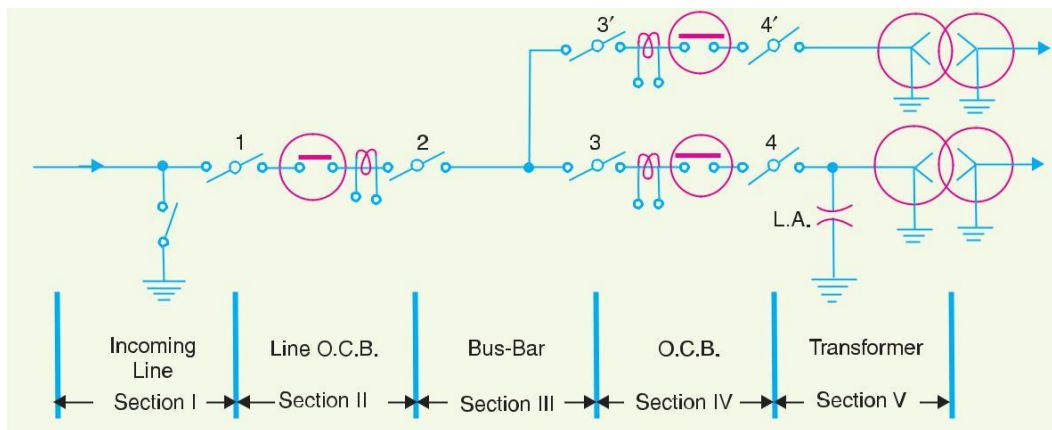 3′ 4′
1 2 3 4
L.A.
Incoming Line O.C.B. Bus-Bar O.C.B. Transformer
Line
Section I Section II Section III Section IV Section V